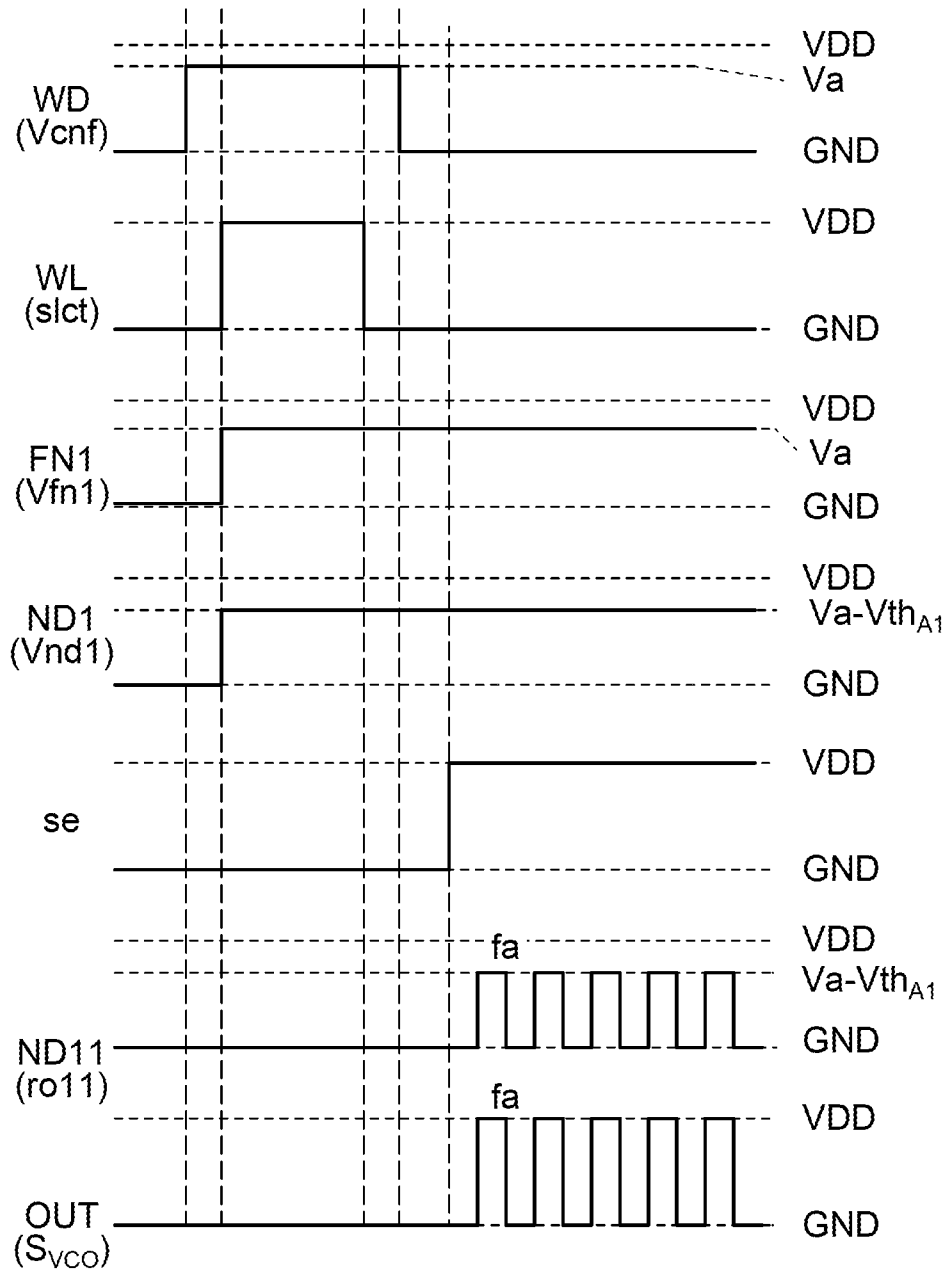 VDD
Va
WD
(Vcnf)
GND
VDD
WL
(slct)
GND
VDD
Va
FN1
(Vfn1)
GND
VDD
Va-VthA1
ND1
(Vnd1)
GND
VDD
se
GND
VDD
fa
Va-VthA1
GND
ND11
(ro11)
fa
VDD
OUT
(SVCO)
GND